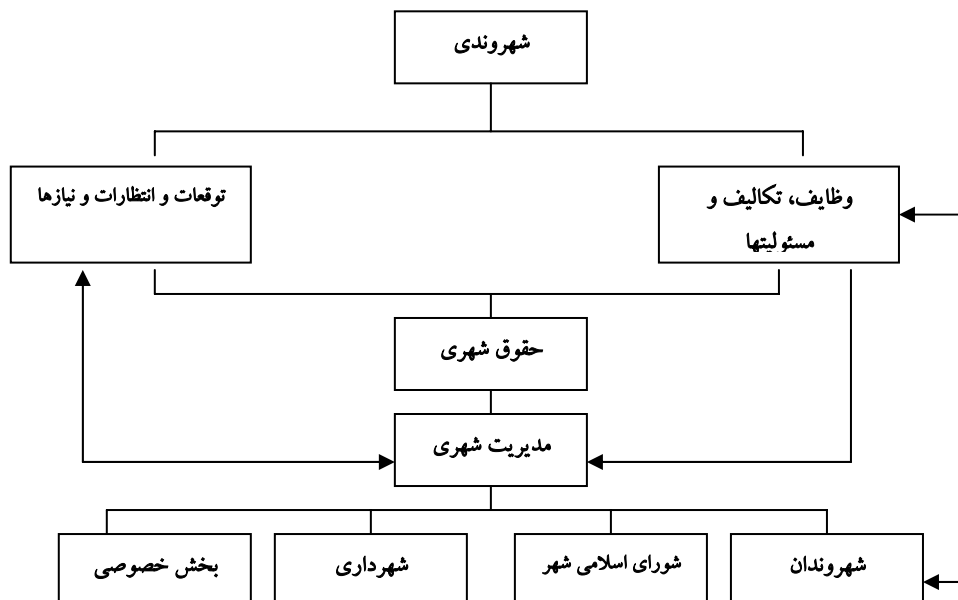 شهروندی
وظایف، تکالیف و
مسئولیتها
توقعات و انتظارات و نیازها
حقوق شهری
مدیریت شهری
شهروندان
شورای اسلامی شهر
شهرداری
بخش خصوصی